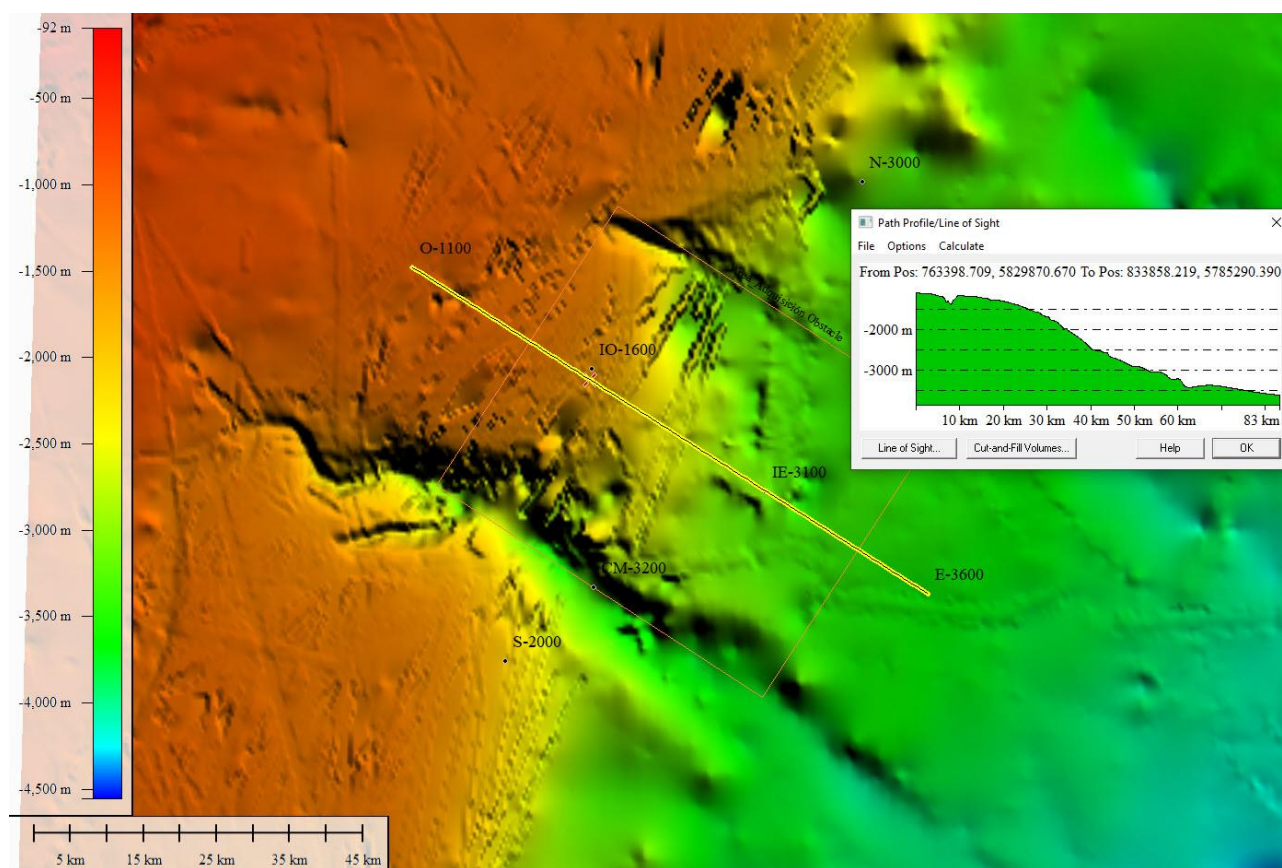 -92 m
-500 m
-1,000 m
-1,500 m
-2,000 m
-2,500 m
-3,000 m
-3,500 m
-4,000 m
-4,500 m
5 km 15 km 25 km 35 km 45 km
N-3000
O-1100
Adquisición Obstáculo
IO-1600
IE-3100
CM-3200
E-3600
S-2000
Path Profile/Line of Sight
File Options Calculate
From Pos: 763398.709, 5829870.670 To Pos: 833858.219, 5785290.390
-2000 m
-3000 m
10 km 20 km 30 km 40 km 50 km 60 km 83 km
Line of Sight...
Cut-and-Fill Volumes...
Help
OK